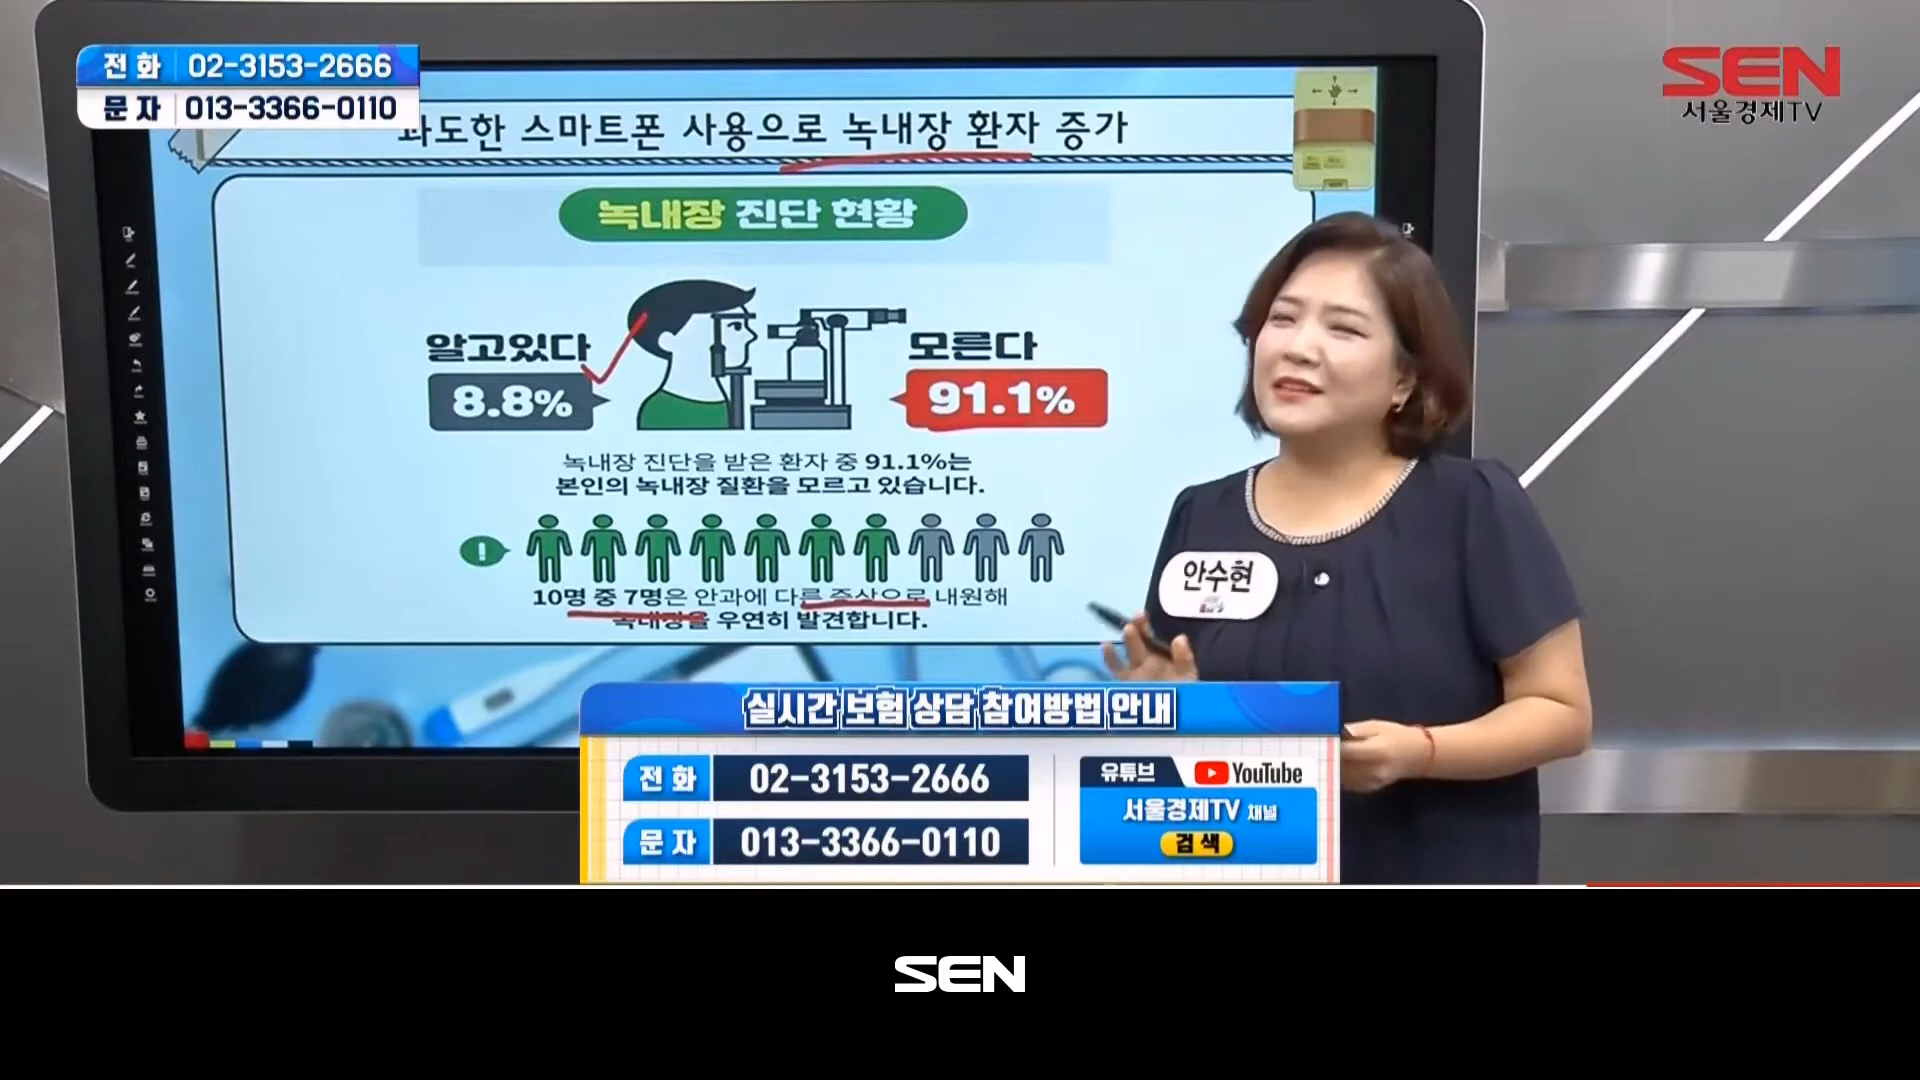 전화 02-3153-2666
문자 013-3366-0110
SEN
서울경제TV
과도한 스마트폰 사용으로 녹내장 환자 증가
녹내장 진단 현황
알고있다
8.8%
모른다
91.1%
녹내장 진단을 받은 환자 중 91.1%는
본인의 녹내장 질환을 모르고 있습니다.
!
10명 중 7명은 안과에 다른 증상으로 내원해
녹내장을 우연히 발견합니다.
안수현
실시간 보험 상담 참여방법 안내
전화 02-3153-2666
문자 013-3366-0110
유튜브 YouTube
서울경제TV 채널
검색
SEN